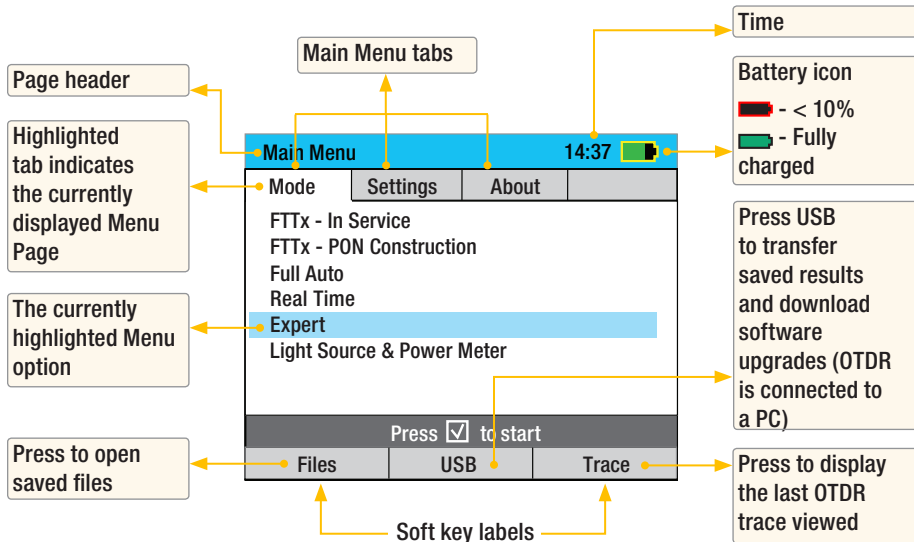 Main Menu tabs
Page header
Highlighted
tab indicates
the currently
displayed Menu
Page
The currently
highlighted Menu
option
Press to open
saved files
Main Menu 14:37
Mode Settings About
FTTx - In Service
FTTx - PON Construction
Full Auto
Real Time
Expert
Light Source & Power Meter
Press ☑ to start
Files USB Trace
Soft key labels
Time
Battery icon
- < 10%
- Fully
charged
Press USB
to transfer
saved results
and download
software
upgrades (OTDR
is connected to
a PC)
Press to display
the last OTDR
trace viewed